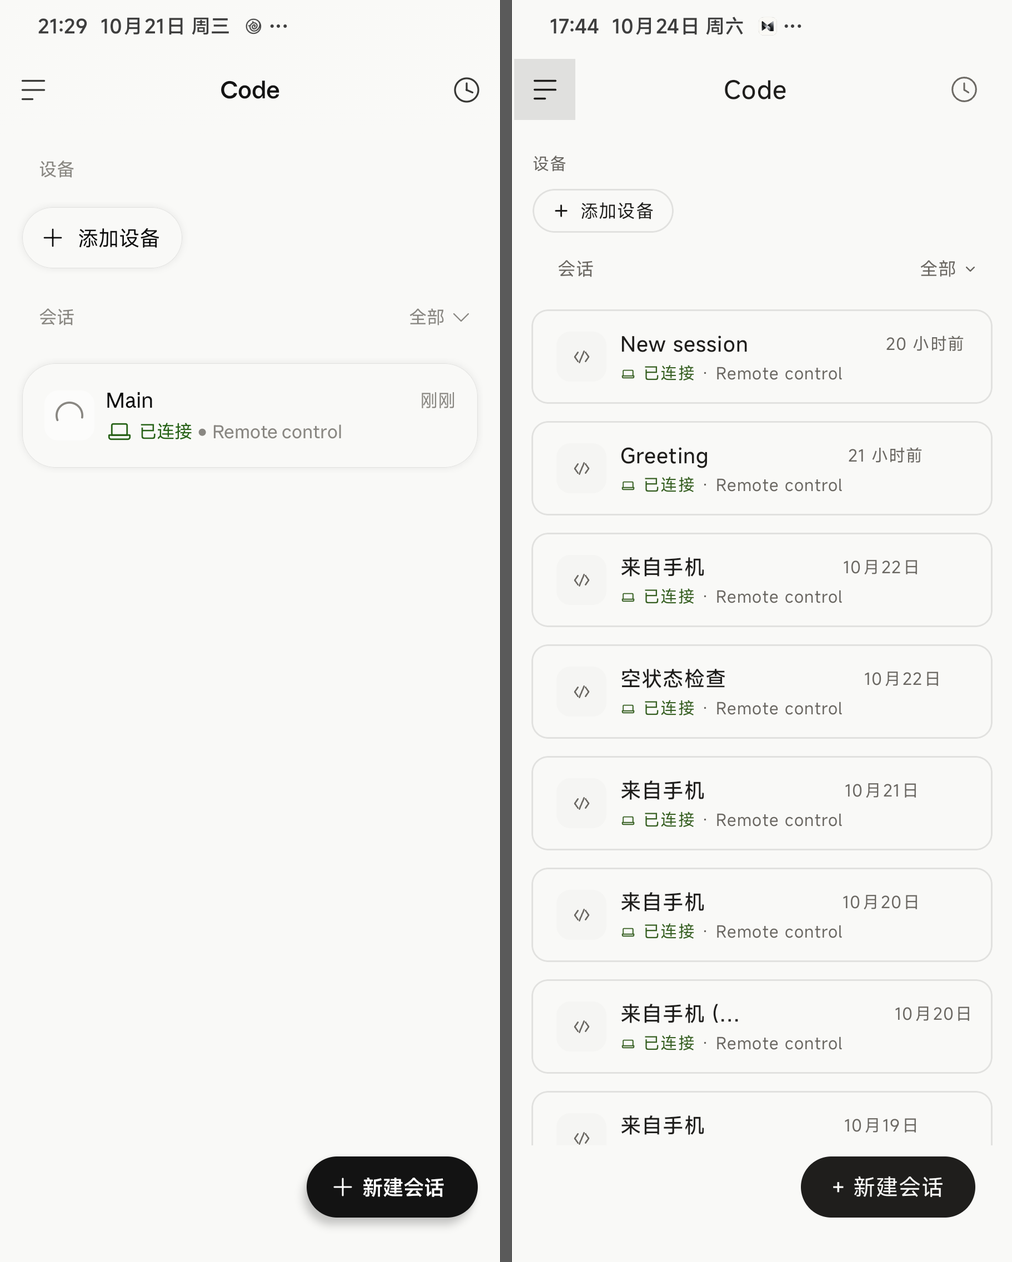 21:29 10月21日 周三
Code
设备
添加设备
会话 全部
Main 刚刚
已连接 • Remote control
新建会话
17:44 10月24日 周六
Code
设备
+ 添加设备
会话 全部
New session 20 小时前
已连接 · Remote control
Greeting 21 小时前
已连接 · Remote control
来自手机 10月22日
已连接 · Remote control
空状态检查 10月22日
已连接 · Remote control
来自手机 10月21日
已连接 · Remote control
来自手机 10月20日
已连接 · Remote control
来自手机 (... 10月20日
已连接 · Remote control
来自手机 10月19日
+ 新建会话